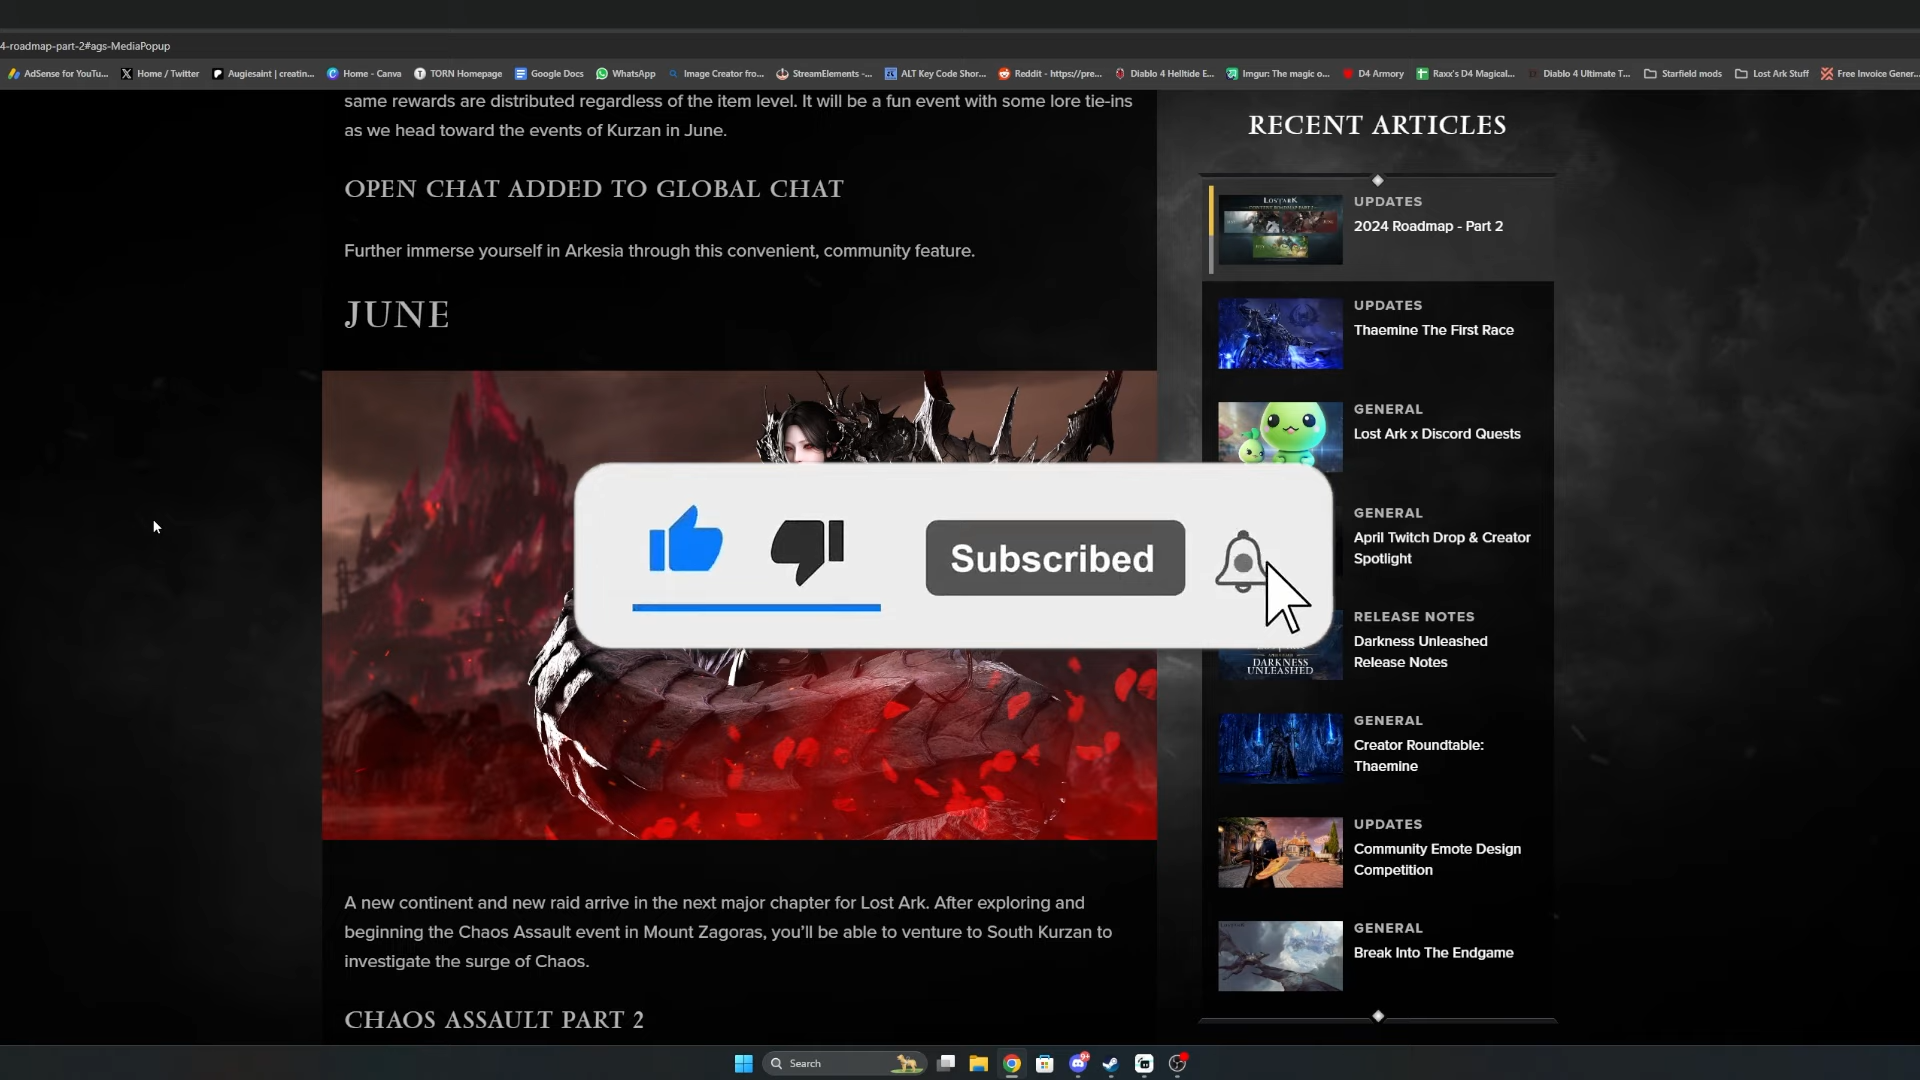 4-roadmap-part-2#ags-MediaPopup
AdSense for YouTu...
Home / Twitter
Augiesaint | creatin...
Home - Canva
TORN Homepage
Google Docs
WhatsApp
Image Creator fro...
StreamElements -...
ALT Key Code Shor...
Reddit - https://pre...
Diablo 4 Helltide E...
Imgur: The magic o...
D4 Armory
Raxx's D4 Magical...
Diablo 4 Ultimate T...
Starfield mods
Lost Ark Stuff
Free Invoice Gener...
same rewards are distributed regardless of the item level. It will be a fun event with some lore tie-ins
as we head toward the events of Kurzan in June.
OPEN CHAT ADDED TO GLOBAL CHAT
Further immerse yourself in Arkesia through this convenient, community feature.
JUNE
Subscribed
A new continent and new raid arrive in the next major chapter for Lost Ark. After exploring and
beginning the Chaos Assault event in Mount Zagoras, you'll be able to venture to South Kurzan to
investigate the surge of Chaos.
CHAOS ASSAULT PART 2
RECENT ARTICLES
LOST ARK
UPDATES
2024 Roadmap - Part 2
UPDATES
Thaemine The First Race
GENERAL
Lost Ark x Discord Quests
GENERAL
April Twitch Drop & Creator
Spotlight
RELEASE NOTES
Darkness Unleashed
Release Notes
DARKNESS
UNLEASHED
GENERAL
Creator Roundtable:
Thaemine
UPDATES
Community Emote Design
Competition
GENERAL
Break Into The Endgame
Search
9+